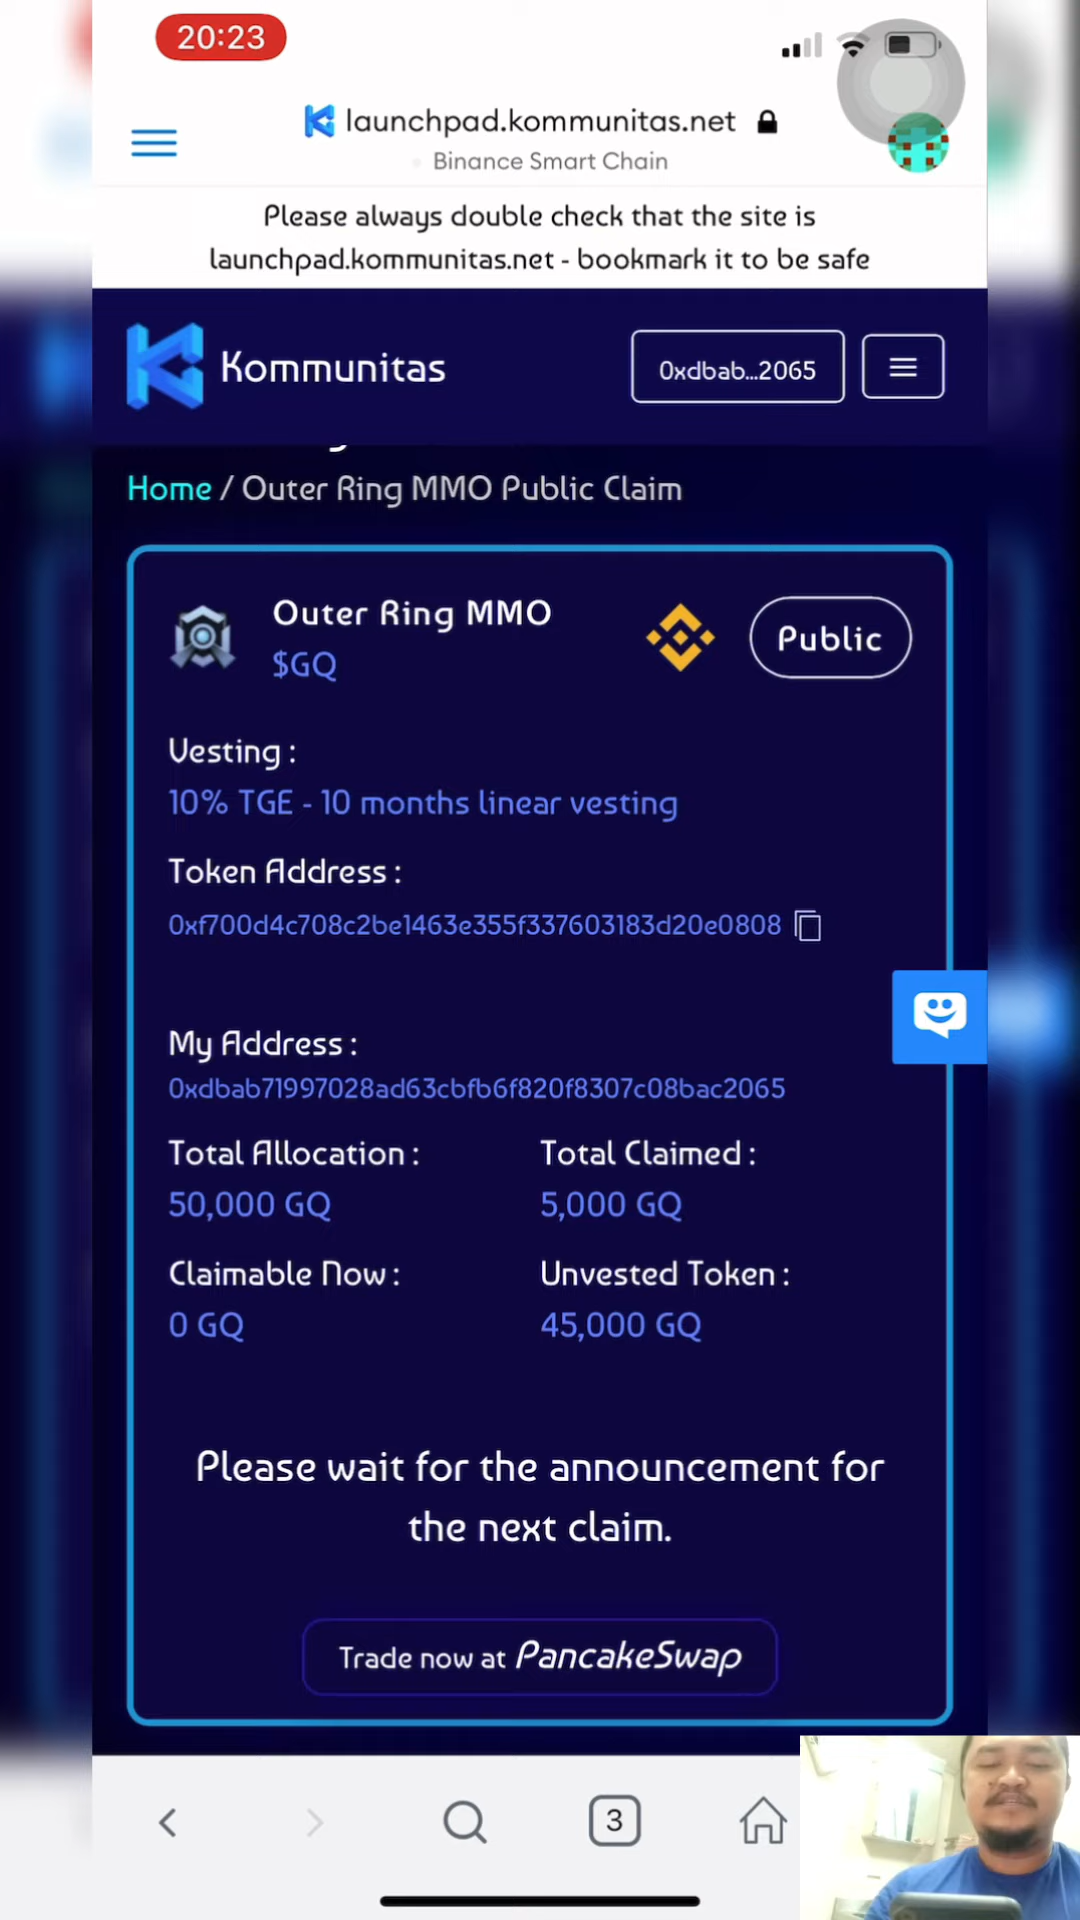 20:23
launchpad.kommunitas.net
Binance Smart Chain
Please always double check that the site is
launchpad.kommunitas.net - bookmark it to be safe
Kommunitas
0xdbab...2065
Home / Outer Ring MMO Public Claim
Outer Ring MMO
$GQ
Public
Vesting :
10% TGE - 10 months linear vesting
Token Address :
0xf700d4c708c2be1463e355f337603183d20e0808
My Address :
0xdbab71997028ad63cbfb6f820f8307c08bac2065
Total Allocation :
50,000 GQ
Total Claimed :
5,000 GQ
Claimable Now :
0 GQ
Unvested Token :
45,000 GQ
Please wait for the announcement for
the next claim.
Trade now at PancakeSwap
3